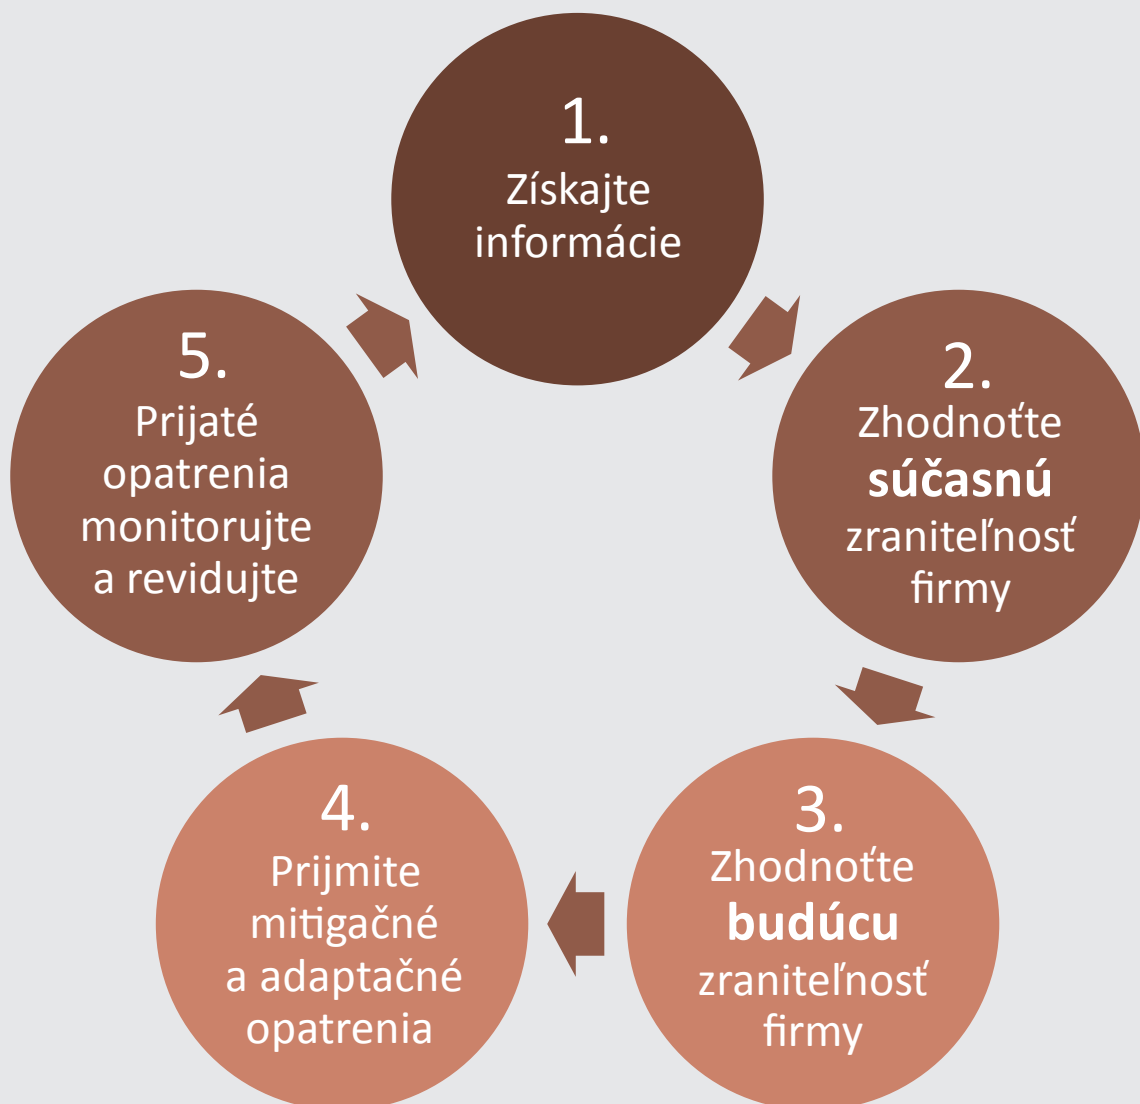 1.
Získajte
informácie
2.
Zhodnoťte
súčasnú
zraniteľnosť
firmy
3.
Zhodnoťte
budúcu
zraniteľnosť
firmy
4.
Prijmite
mitigačné
a adaptačné
opatrenia
5.
Prijaté
opatrenia
monitorujte
a revidujte